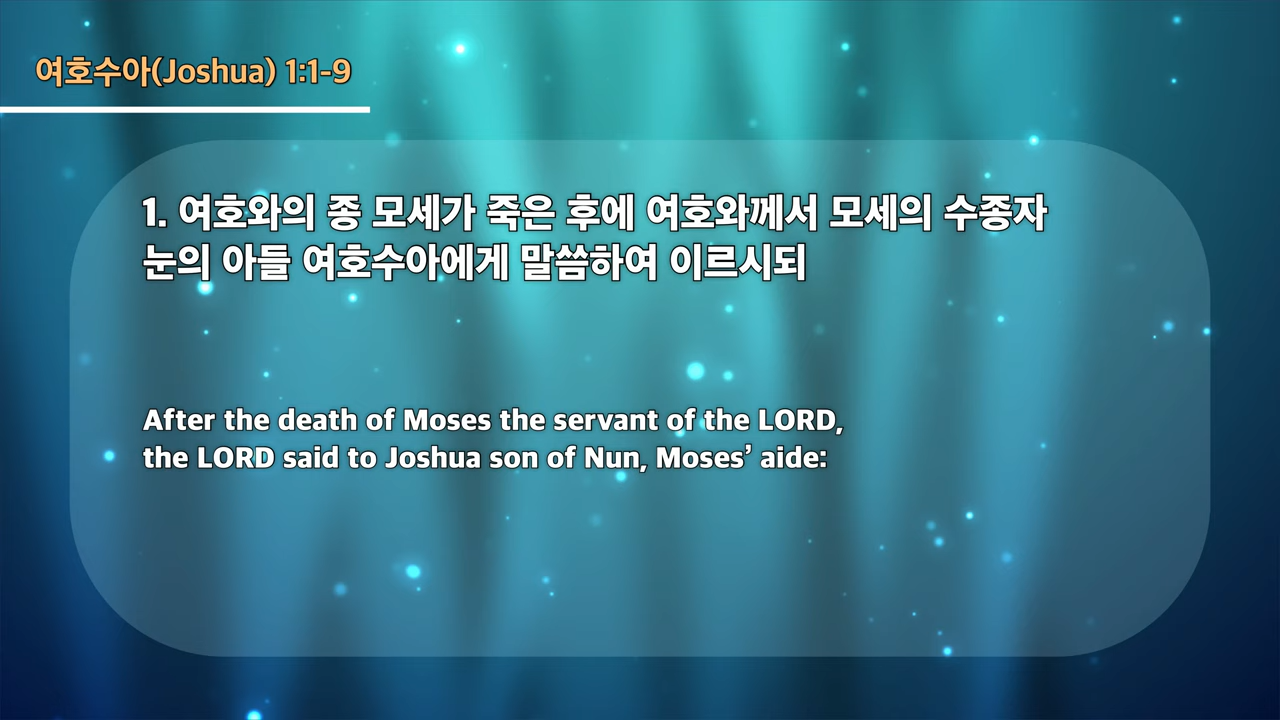 여호수아(Joshua) 1:1-9
1. 여호와의 종 모세가 죽은 후에 여호와께서 모세의 수종자
눈의 아들 여호수아에게 말씀하여 이르시되
After the death of Moses the servant of the LORD,
the LORD said to Joshua son of Nun, Moses’ aide: